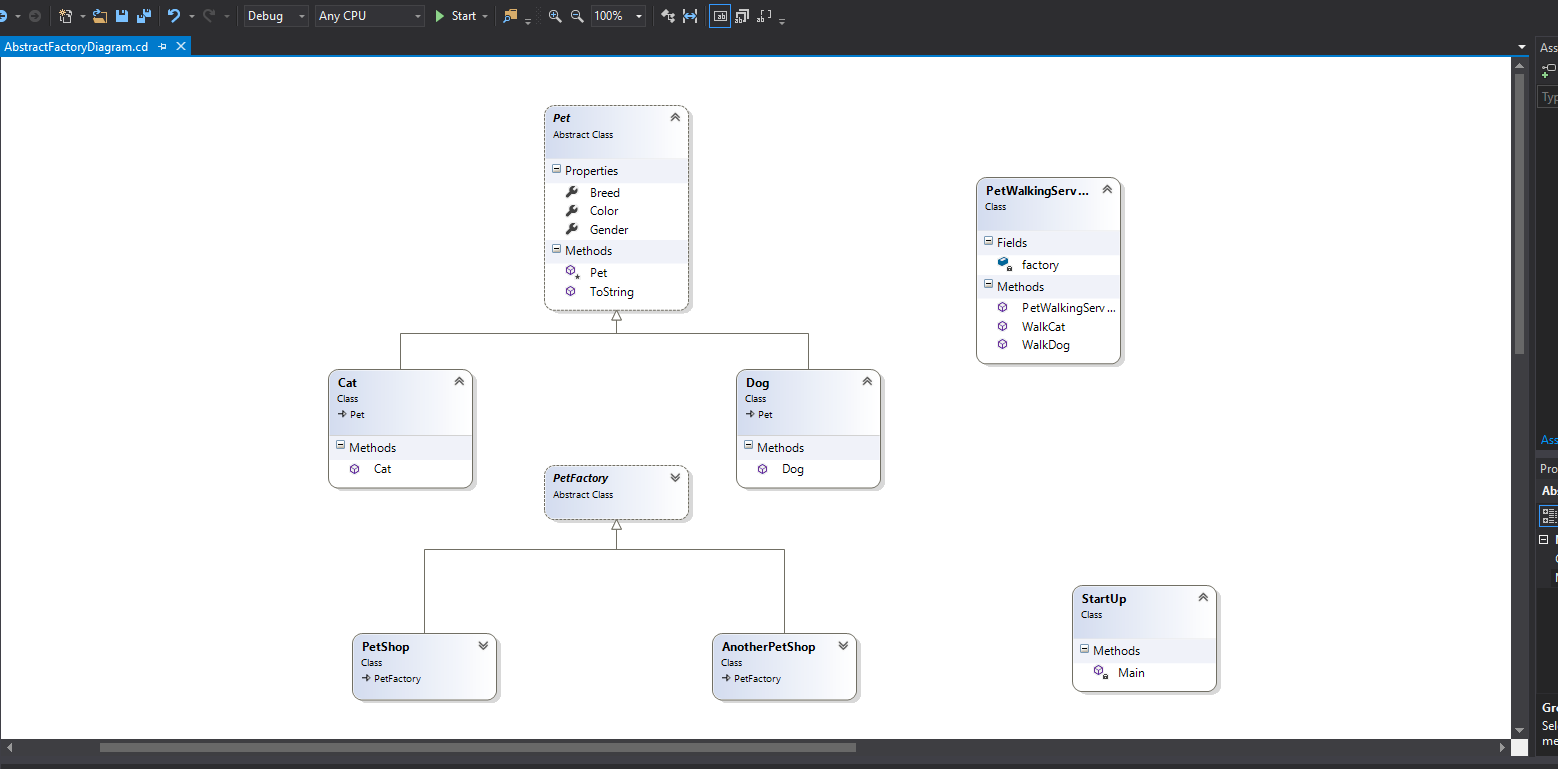 Debug
Any CPU
Start
100%
AbstractFactoryDiagram.cd
Ass
Typ
Pet
Abstract Class
Properties
Breed
Color
Gender
Methods
Pet
ToString
PetWalkingServ...
Class
Fields
factory
Methods
PetWalkingServ...
WalkCat
WalkDog
Cat
Class
Pet
Methods
Cat
Dog
Class
Pet
Methods
Dog
PetFactory
Abstract Class
PetShop
Class
PetFactory
AnotherPetShop
Class
PetFactory
StartUp
Class
Methods
Main
Ass
Pro
Abs
Gro
Sel
me